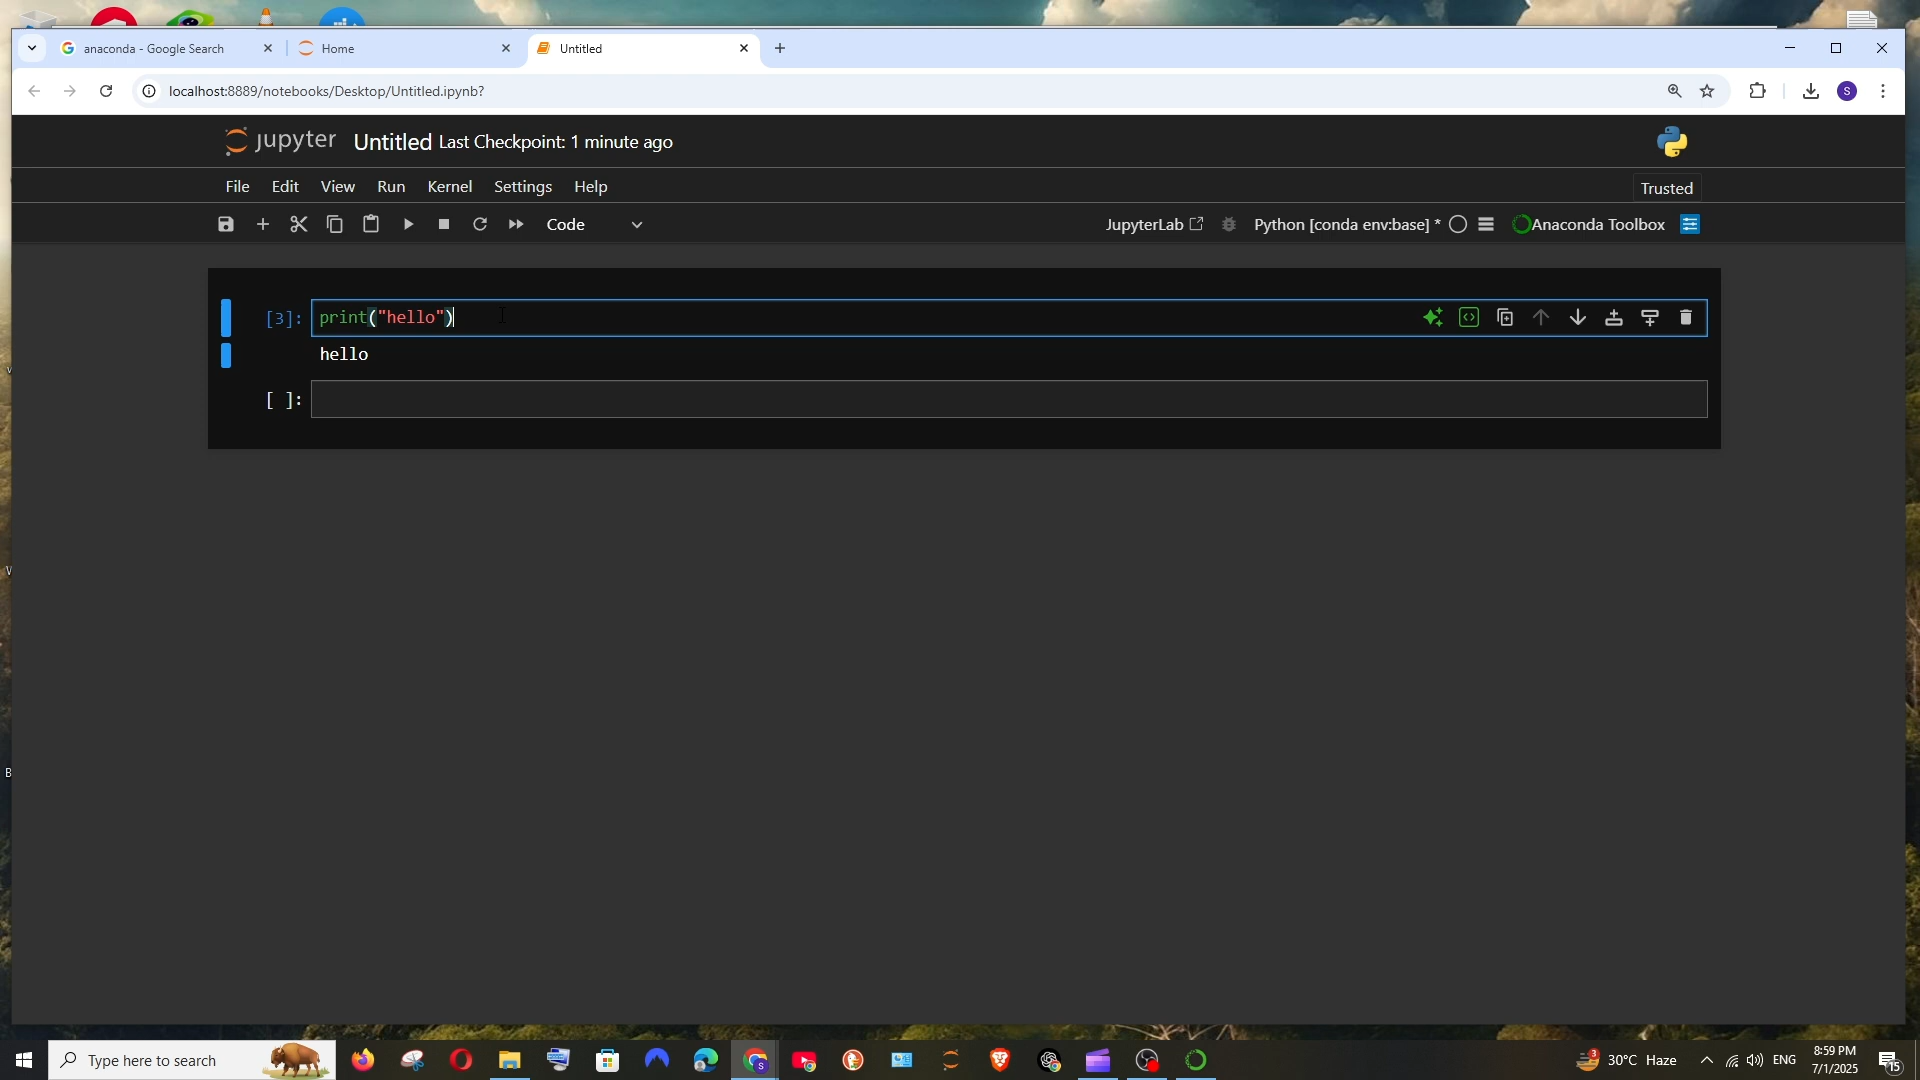 anaconda - Google Search
Home
Untitled
localhost:8889/notebooks/Desktop/Untitled.ipynb?
S
jupyter Untitled Last Checkpoint: 1 minute ago
File Edit View Run Kernel Settings Help
Trusted
Code
JupyterLab
Python [conda env:base] *
Anaconda Toolbox
[3]: print("hello")
hello
[ ]:
Type here to search
3
30°C Haze
ENG
8:59 PM
7/1/2025
15